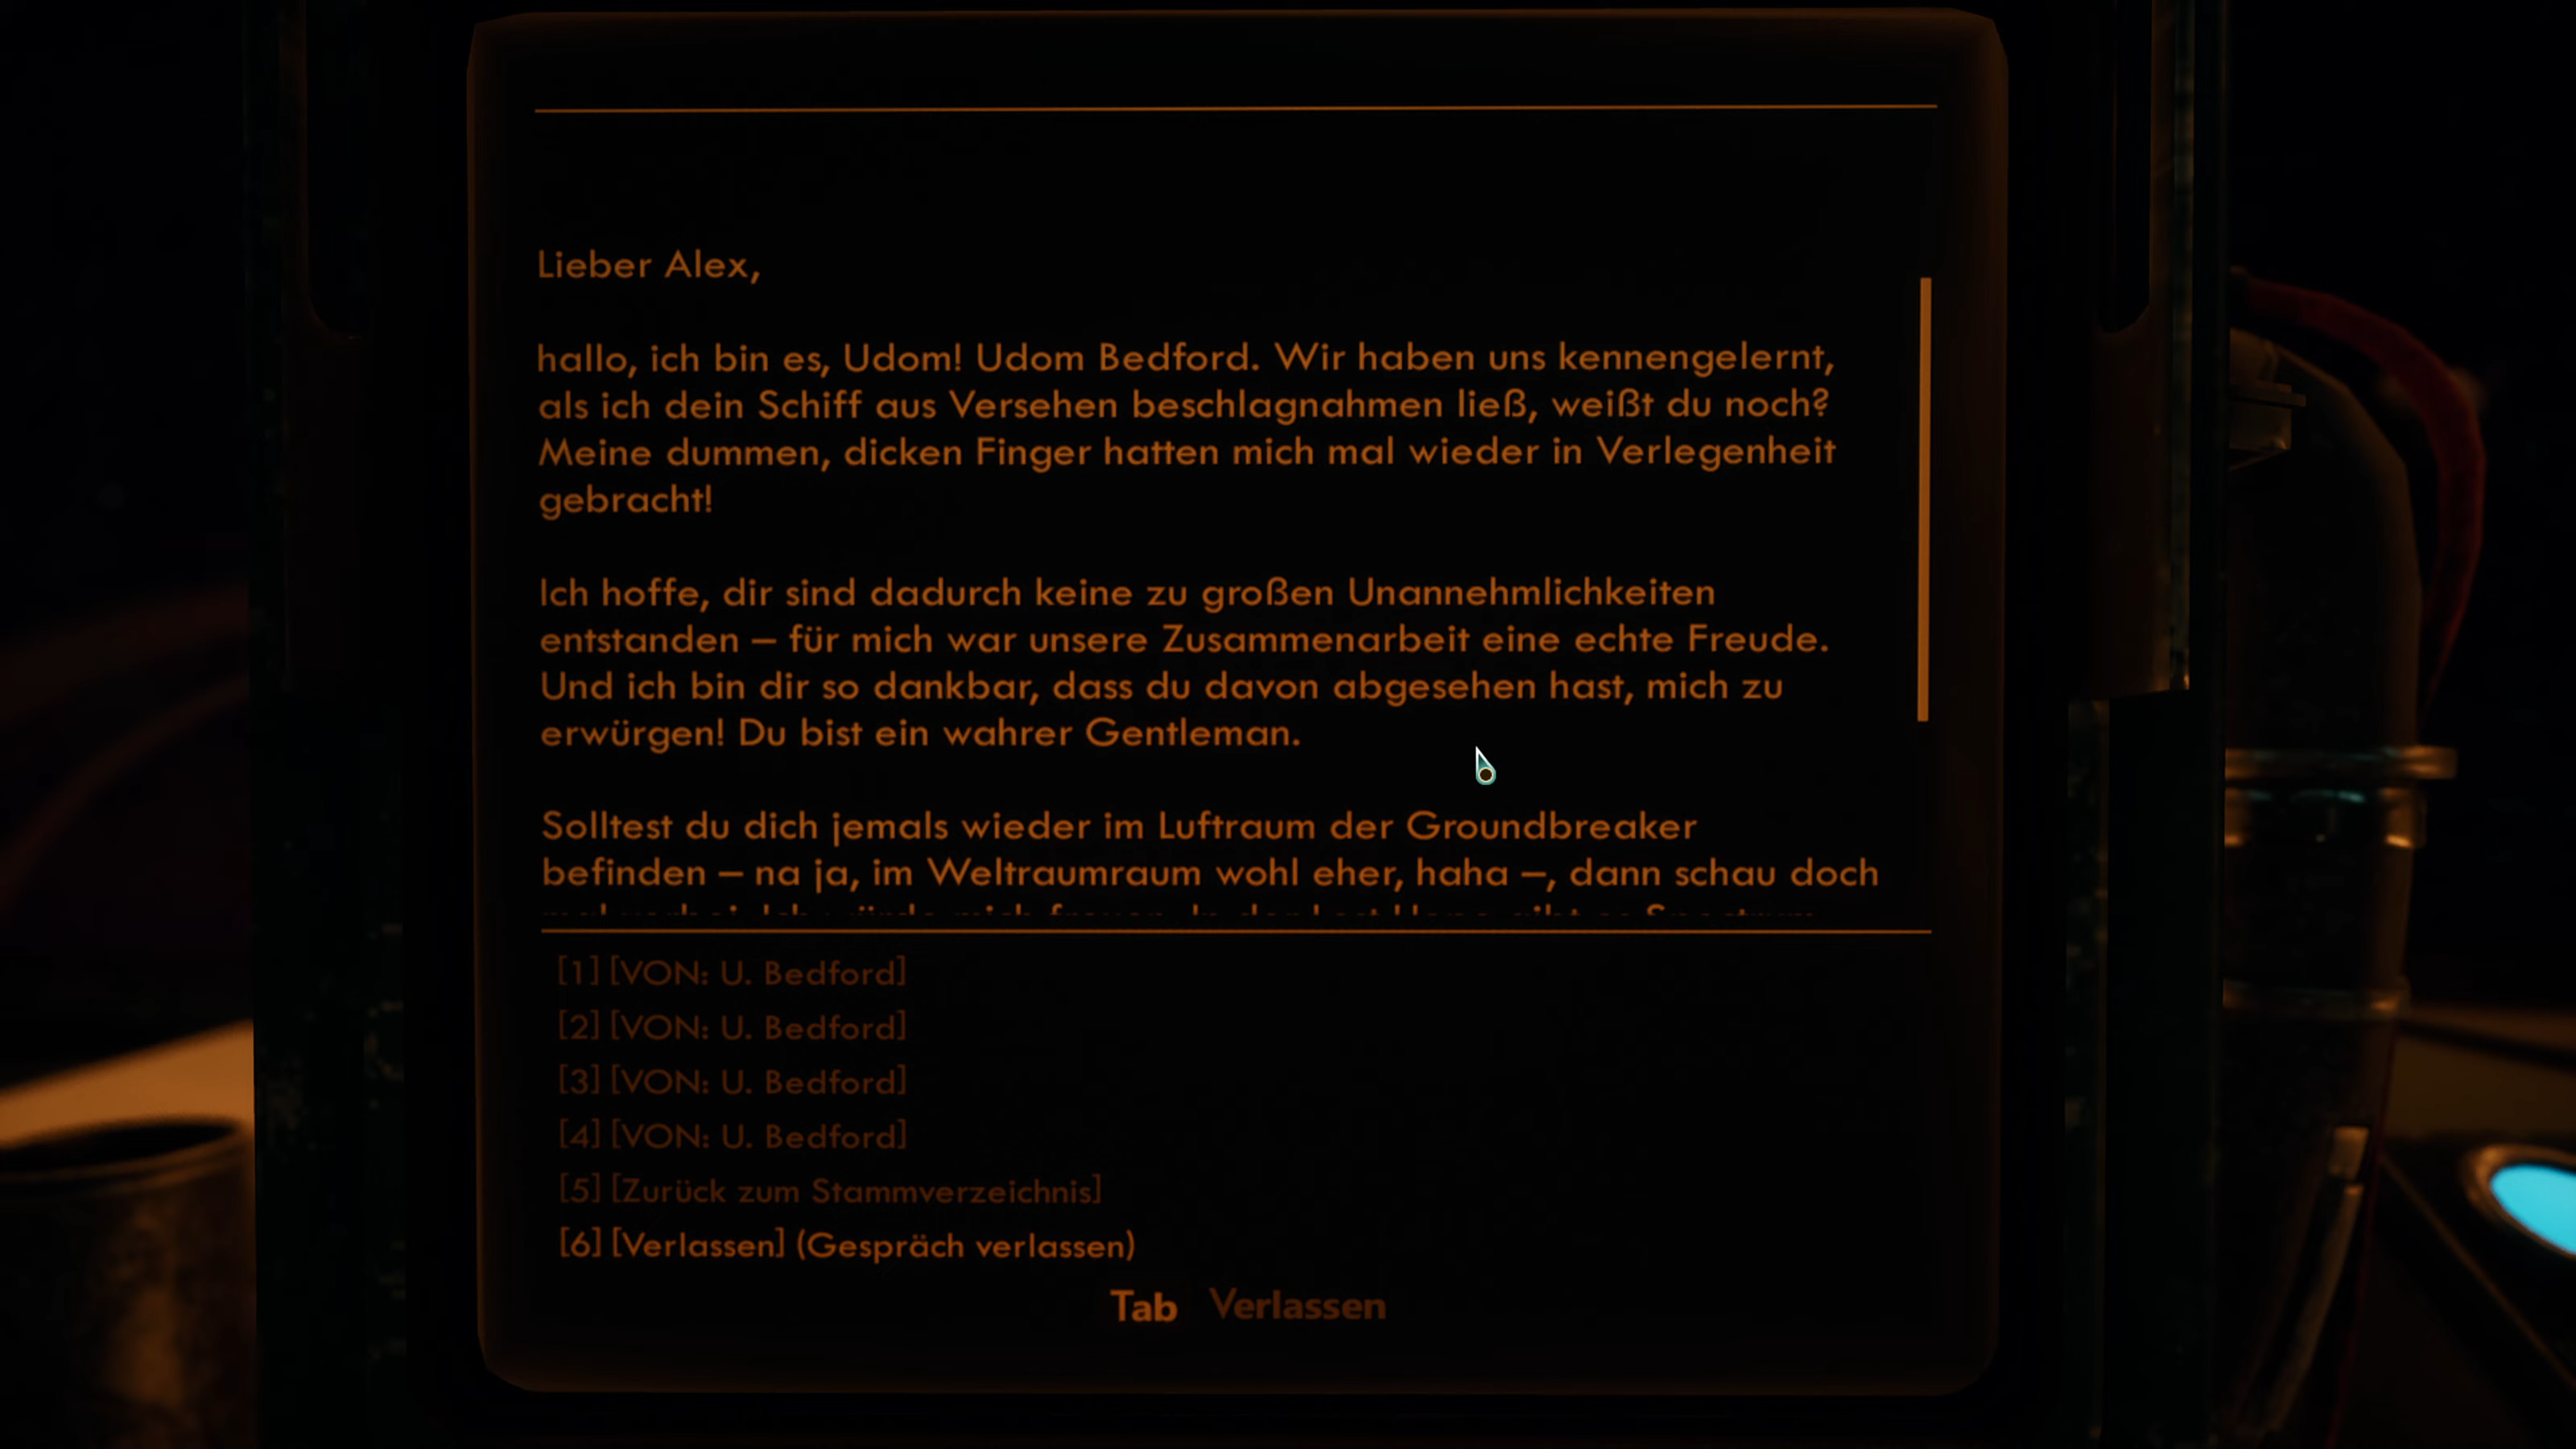 Lieber Alex,
hallo, ich bin es, Udom! Udom Bedford. Wir haben uns kennengelernt,
als ich dein Schiff aus Versehen beschlagnahmen ließ, weißt du noch?
Meine dummen, dicken Finger hatten mich mal wieder in Verlegenheit
gebracht!
Ich hoffe, dir sind dadurch keine zu großen Unannehmlichkeiten
entstanden – für mich war unsere Zusammenarbeit eine echte Freude.
Und ich bin dir so dankbar, dass du davon abgesehen hast, mich zu
erwürgen! Du bist ein wahrer Gentleman.
Solltest du dich jemals wieder im Luftraum der Groundbreaker
befinden – na ja, im Weltraumraum wohl eher, haha –, dann schau doch
[1] [VON: U. Bedford]
[2] [VON: U. Bedford]
[3] [VON: U. Bedford]
[4] [VON: U. Bedford]
[5] [Zurück zum Stammverzeichnis]
[6] [Verlassen] (Gespräch verlassen)
Tab Verlassen